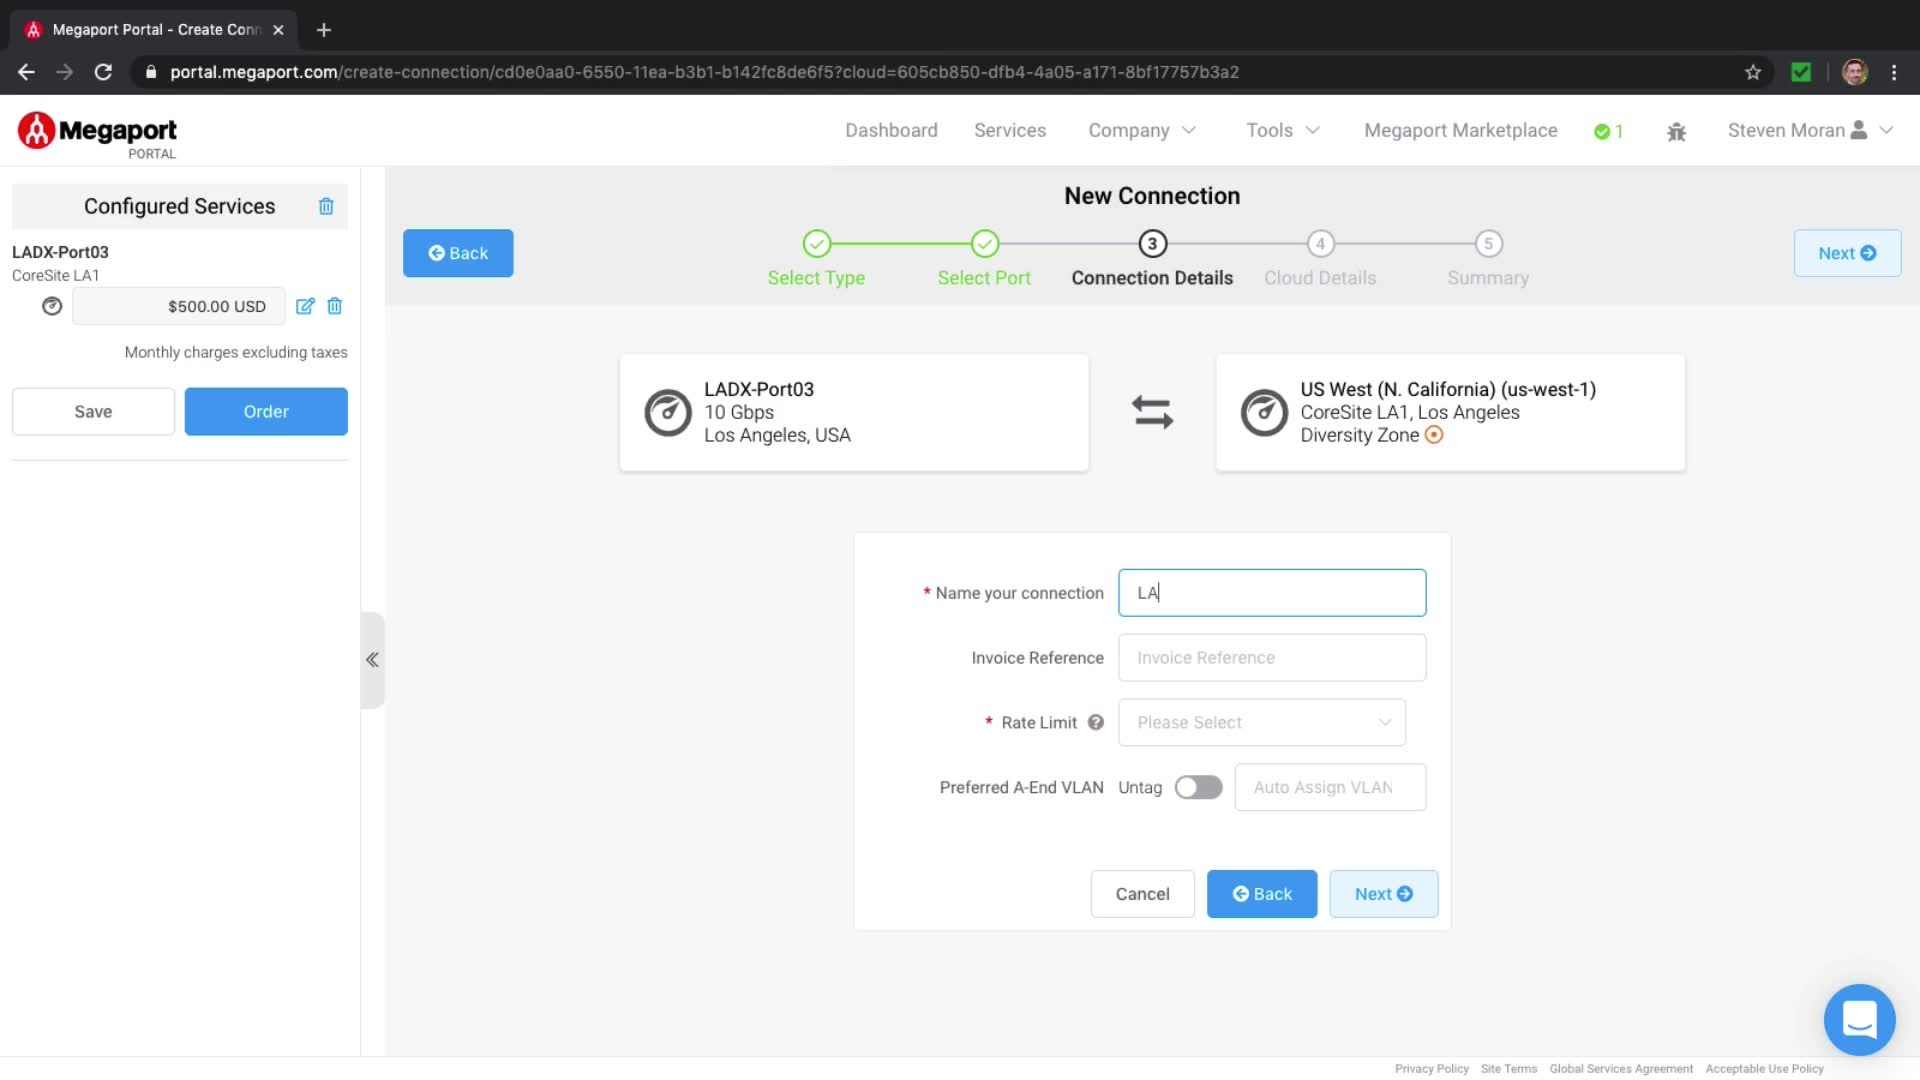 Megaport Portal - Create Conn
portal.megaport.com/create-connection/cd0e0aa0-6550-11ea-b3b1-b142fc8de6f5?cloud=605cb850-dfb4-4a05-a171-8bf17757b3a2
Megaport
PORTAL
Dashboard
Services
Company
Tools
Megaport Marketplace
1
Steven Moran
Configured Services
LADX-Port03
CoreSite LA1
$500.00 USD
Monthly charges excluding taxes
Save
Order
New Connection
Back
Select Type
Select Port
3
Connection Details
4
Cloud Details
5
Summary
Next
LADX-Port03
10 Gbps
Los Angeles, USA
US West (N. California) (us-west-1)
CoreSite LA1, Los Angeles
Diversity Zone
* Name your connection
LA
Invoice Reference
Invoice Reference
* Rate Limit ?
Please Select
Preferred A-End VLAN
Untag
Auto Assign VLAN
Cancel
Back
Next
Privacy Policy
Site Terms
Global Services Agreement
Acceptable Use Policy